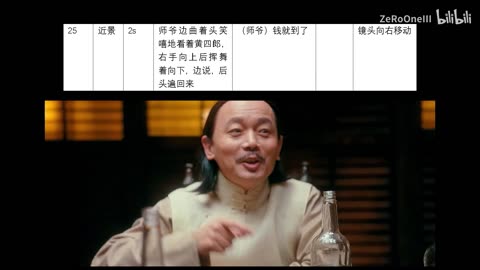 ZeRoOneIII bilibili
25 近景 2s 师爷边曲着头笑 （师爷）钱就到了 镜头向右移动
嘻地看着黄四郎，
右手向上后挥舞
着向下，边说，后
头遍回来